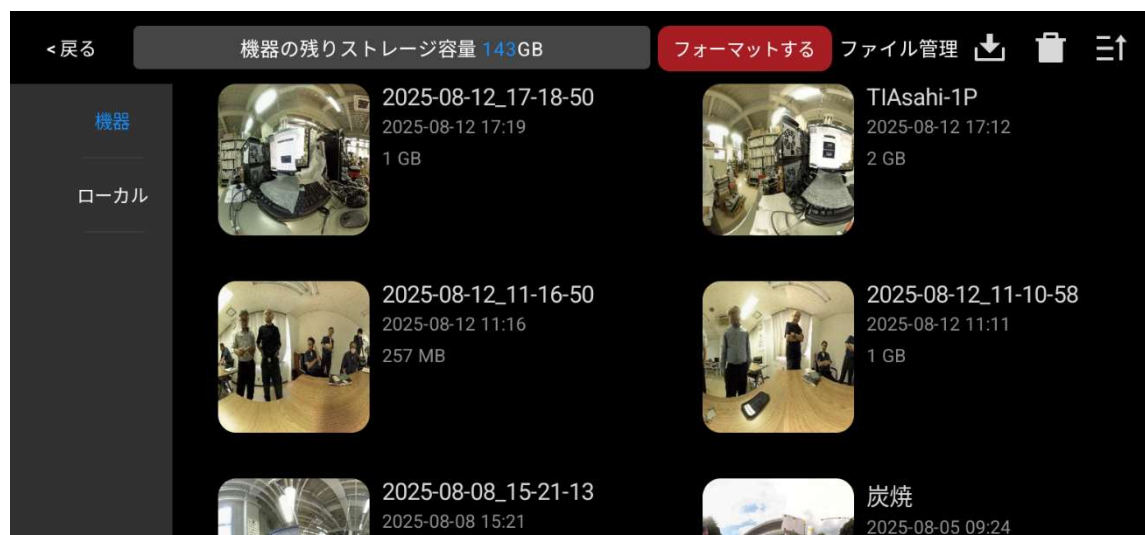 <戻る
機器の残りストレージ容量 143GB
フォーマットする
ファイル管理
機器
ローカル
2025-08-12_17-18-50
2025-08-12 17:19
1 GB
TIAsahi-1P
2025-08-12 17:12
2 GB
2025-08-12_11-16-50
2025-08-12 11:16
257 MB
2025-08-12_11-10-58
2025-08-12 11:11
1 GB
2025-08-08_15-21-13
2025-08-08 15:21
炭焼
2025-08-05 09:24